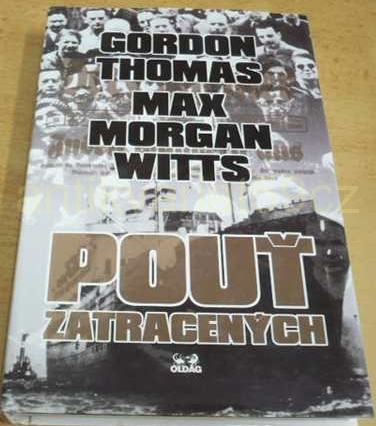 GORDON
THOMAS
MAX
MORGAN
WITTS
POUŤ
ZATRACENÝCH
OLDAG